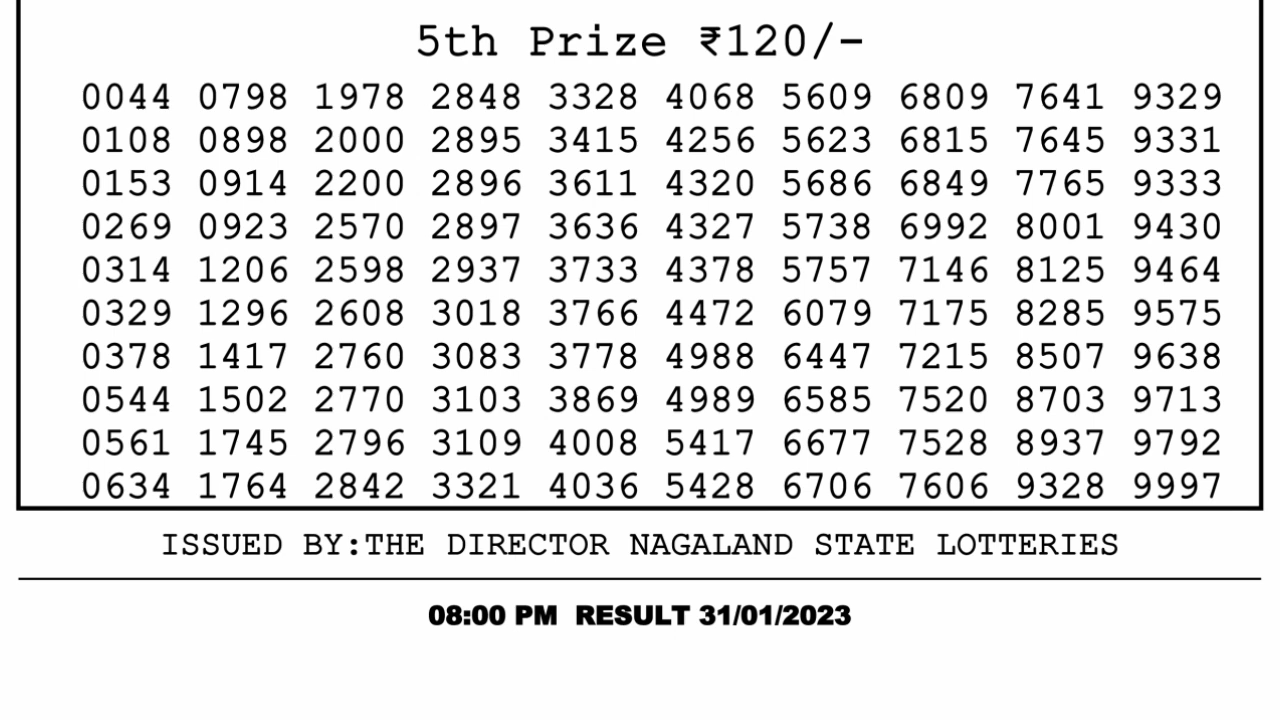 5th Prize ₹120/-
0044 0798 1978 2848 3328 4068 5609 6809 7641 9329
0108 0898 2000 2895 3415 4256 5623 6815 7645 9331
0153 0914 2200 2896 3611 4320 5686 6849 7765 9333
0269 0923 2570 2897 3636 4327 5738 6992 8001 9430
0314 1206 2598 2937 3733 4378 5757 7146 8125 9464
0329 1296 2608 3018 3766 4472 6079 7175 8285 9575
0378 1417 2760 3083 3778 4988 6447 7215 8507 9638
0544 1502 2770 3103 3869 4989 6585 7520 8703 9713
0561 1745 2796 3109 4008 5417 6677 7528 8937 9792
0634 1764 2842 3321 4036 5428 6706 7606 9328 9997
ISSUED BY:THE DIRECTOR NAGALAND STATE LOTTERIES
08:00 PM RESULT 31/01/2023